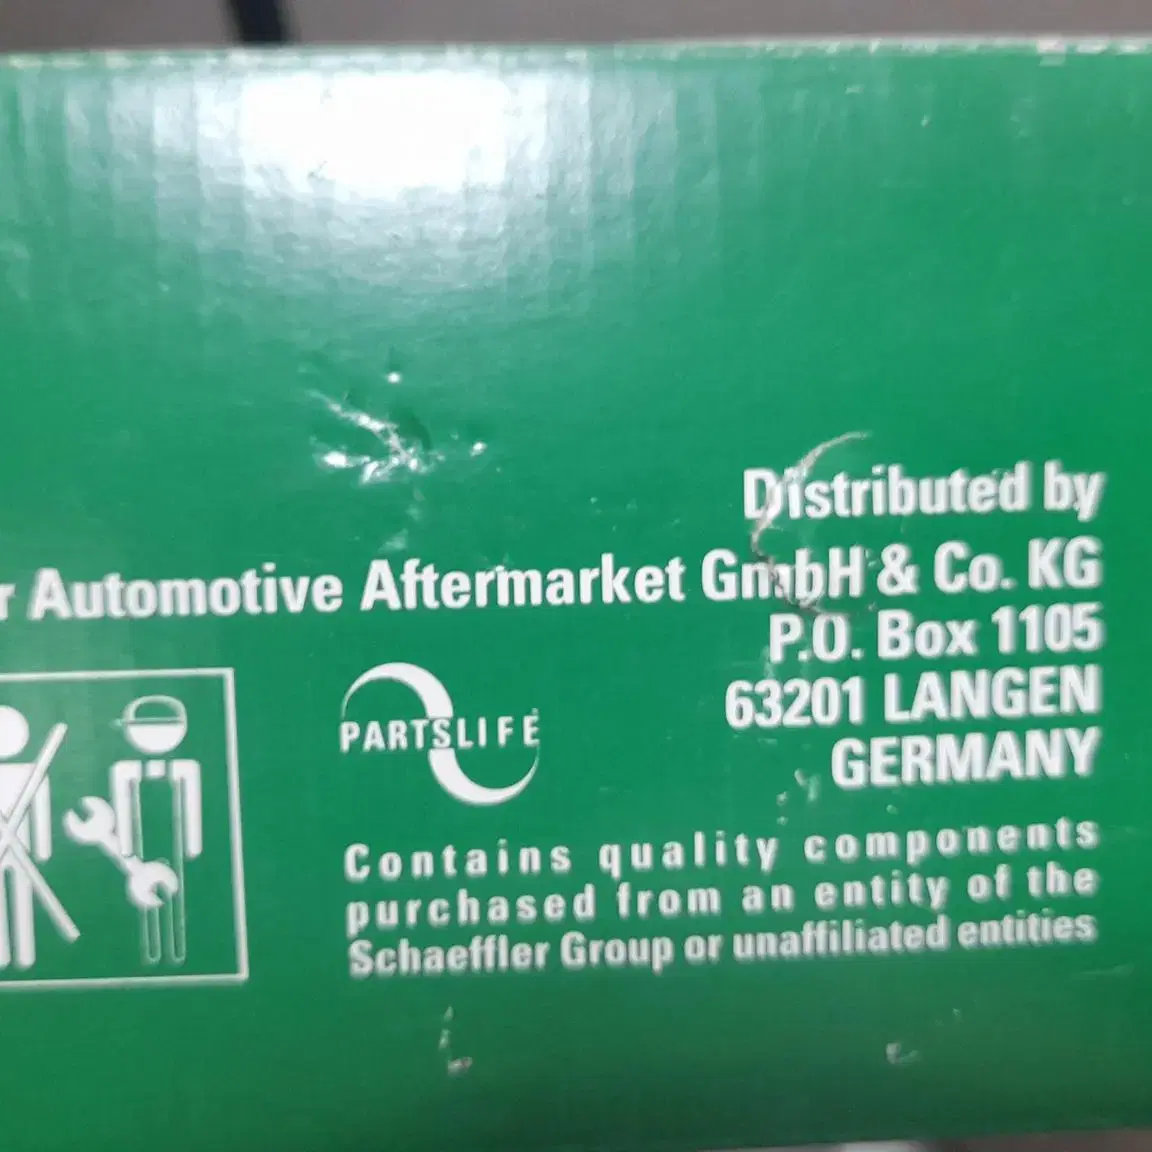 Distributed by
r Automotive Aftermarket GmbH & Co. KG
P.O. Box 1105
63201 LANGEN
GERMANY
PARTSLIFE
Contains quality components
purchased from an entity of the
Schaeffler Group or unaffiliated entities